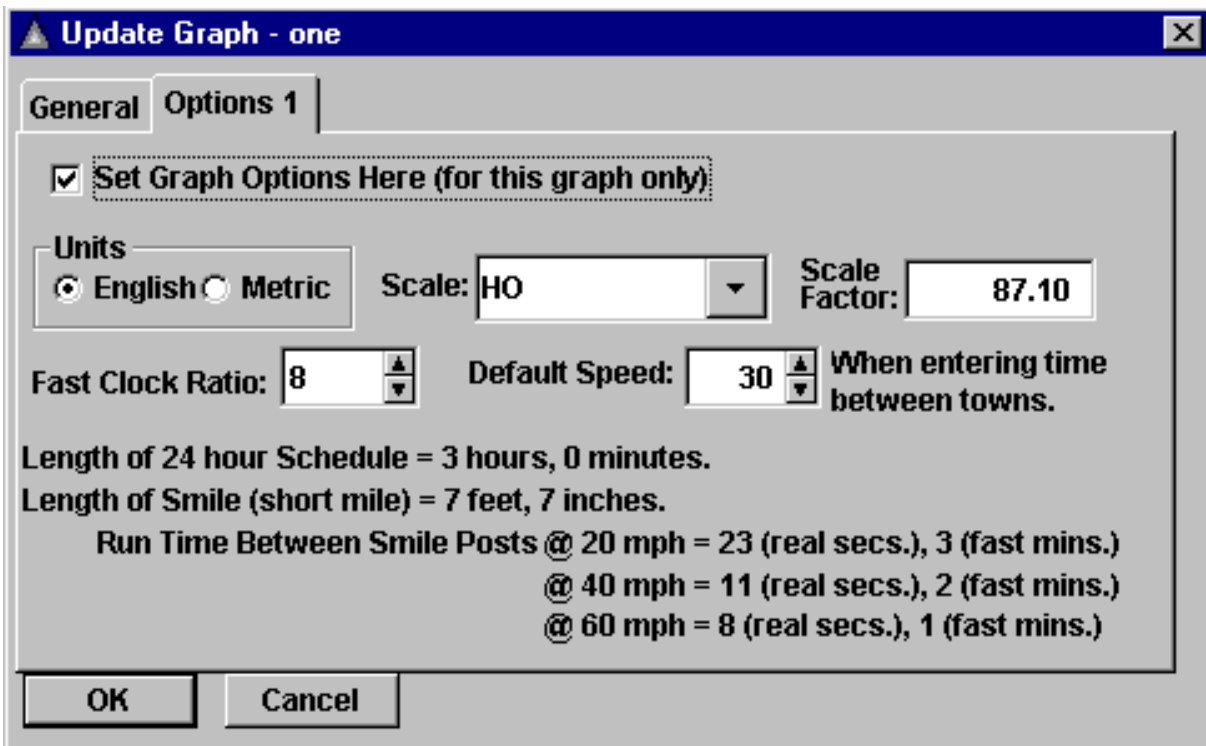 Update Graph - one
General
Options 1
Set Graph Options Here (for this graph only)
Units
English Metric
Scale: HO
Scale
Factor: 87.10
Fast Clock Ratio: 8
Default Speed: 30
When entering time
between towns.
Length of 24 hour Schedule = 3 hours, 0 minutes.
Length of Smile (short mile) = 7 feet, 7 inches.
Run Time Between Smile Posts @ 20 mph = 23 (real secs.), 3 (fast mins.)
@ 40 mph = 11 (real secs.), 2 (fast mins.)
@ 60 mph = 8 (real secs.), 1 (fast mins.)
OK
Cancel